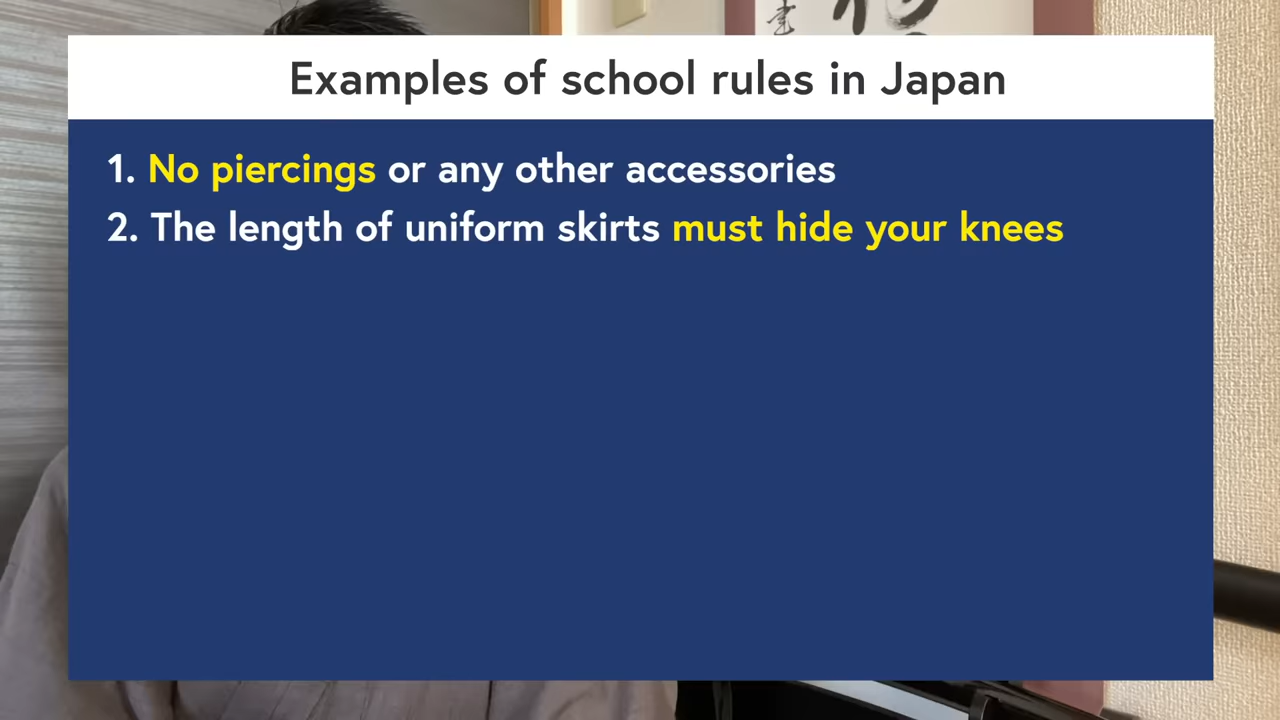 Examples of school rules in Japan
1. No piercings or any other accessories
2. The length of uniform skirts must hide your knees